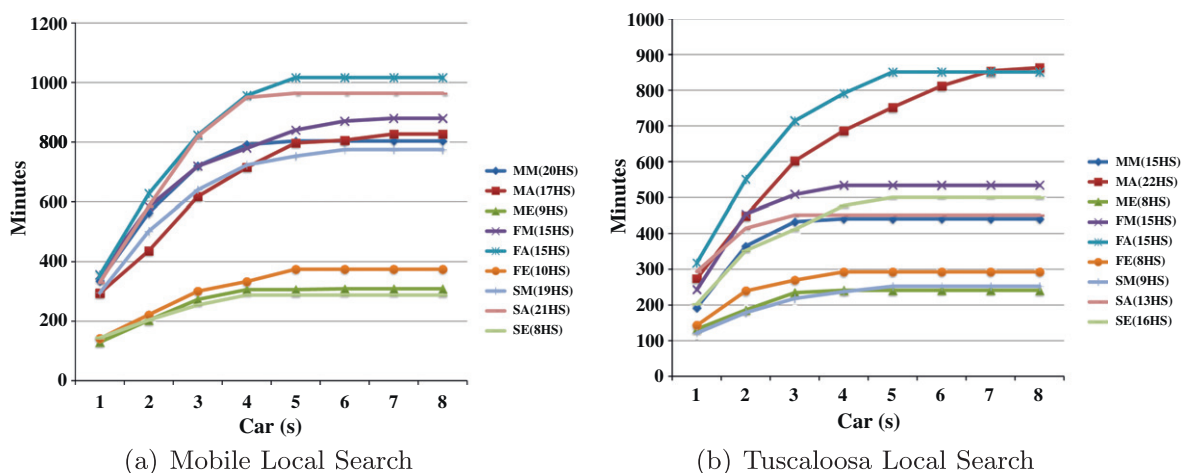 1200
1000
800
600
400
200
0
Minutes
1 2 3 4 5 6 7 8
Car (s)
MM(20HS)
MA(17HS)
ME(9HS)
FM(15HS)
FA(15HS)
FE(10HS)
SM(19HS)
SA(21HS)
SE(8HS)
(a) Mobile Local Search
1000
900
800
700
600
500
400
300
200
100
0
Minutes
1 2 3 4 5 6 7 8
Car (s)
MM(15HS)
MA(22HS)
ME(8HS)
FM(15HS)
FA(15HS)
FE(8HS)
SM(9HS)
SA(13HS)
SE(16HS)
(b) Tuscaloosa Local Search